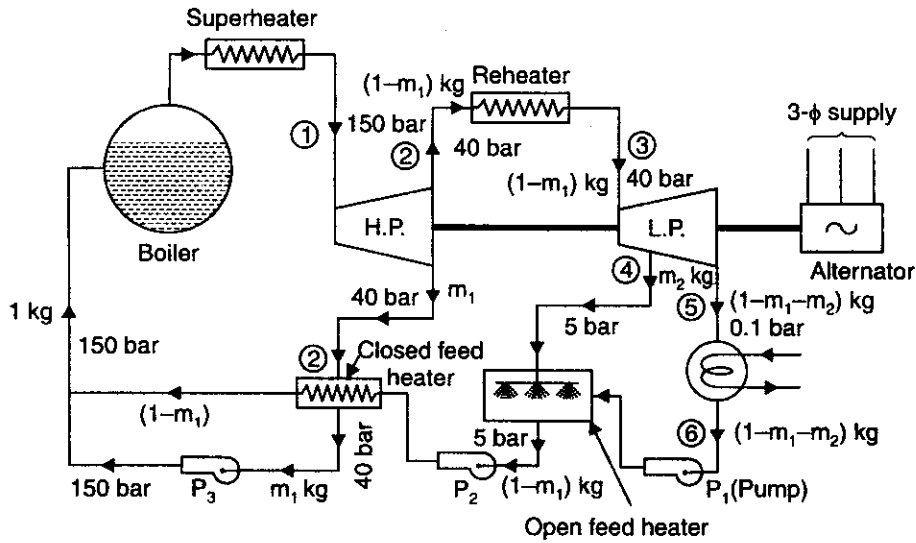 Superheater
(1–m₁) kg
Reheater
3-ϕ supply
①
150 bar
②
40 bar
③
(1–m₁) kg
40 bar
H.P.
L.P.
Boiler
Alternator
④
m₂ kg
⑤
(1–m₁–m₂) kg
0.1 bar
40 bar
m₁
5 bar
1 kg
150 bar
②
Closed feed
heater
(1–m₁)
40 bar
5 bar
⑥
(1–m₁–m₂) kg
150 bar
P₃
m₁ kg
P₂
(1–m₁) kg
P₁(Pump)
Open feed heater